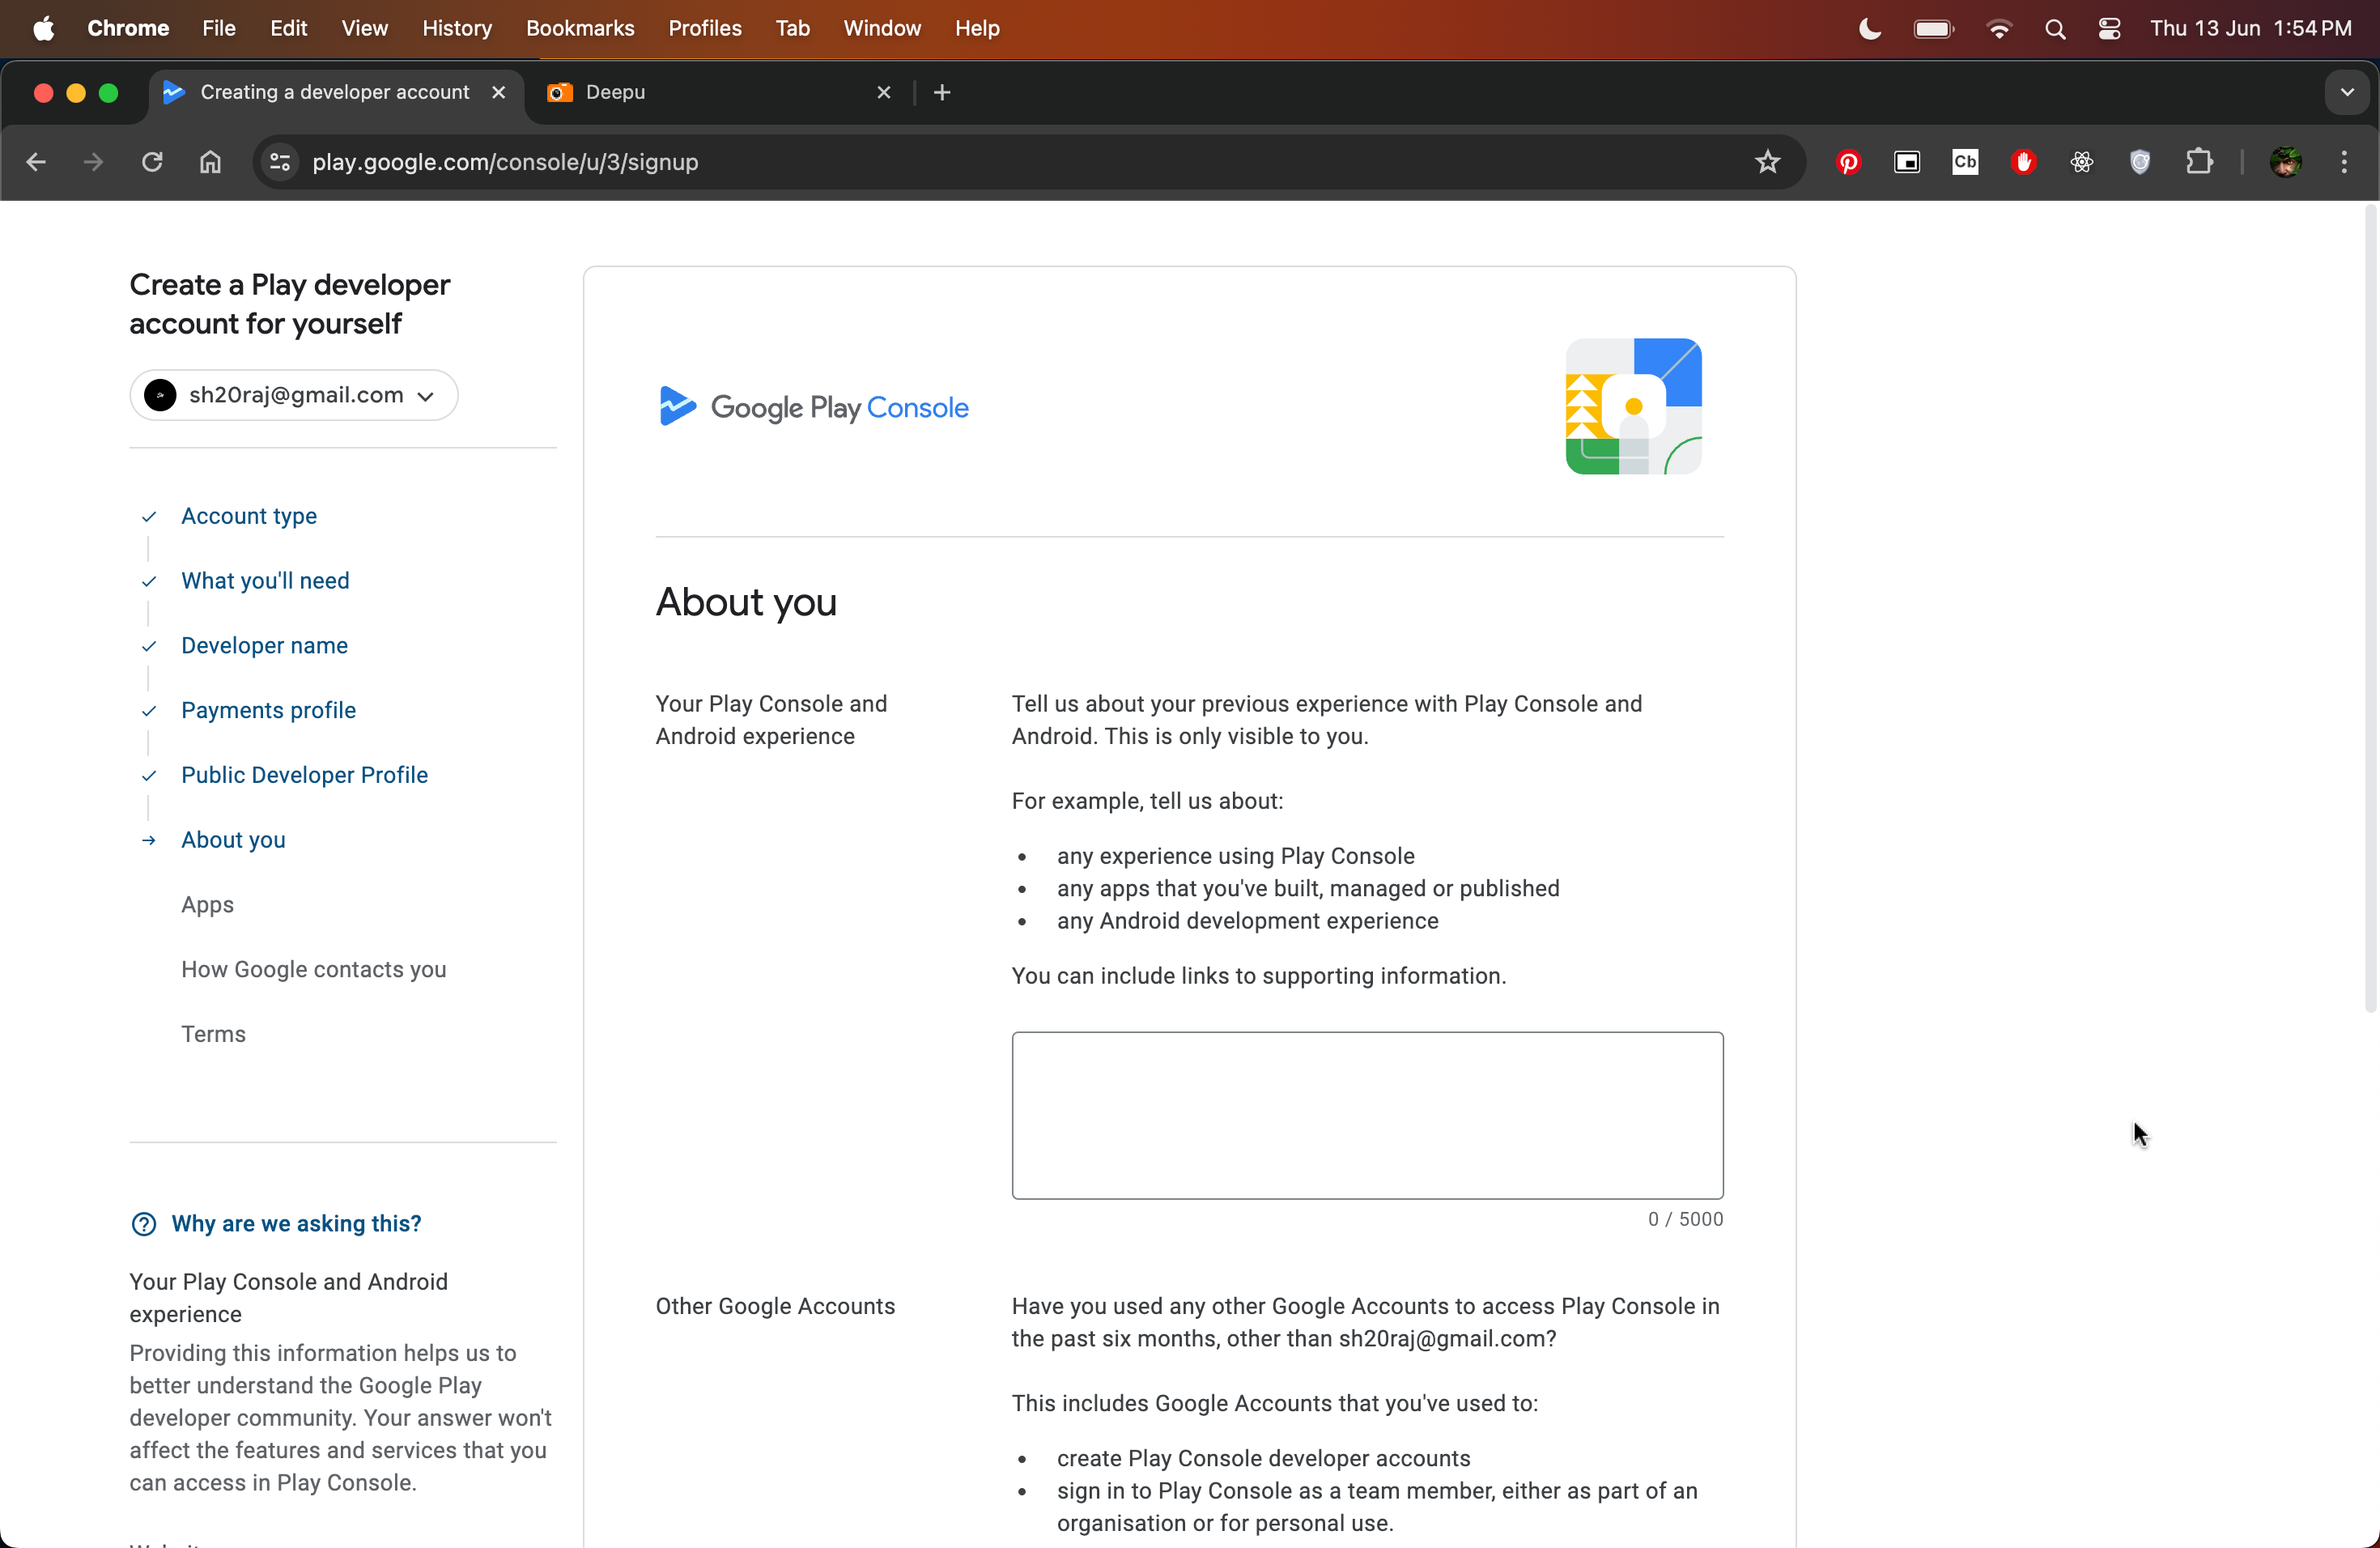 Chrome File Edit View History Bookmarks Profiles Tab Window Help
Thu 13 Jun 1:54 PM
Creating a developer account
Deepu
play.google.com/console/u/3/signup
Cb
Create a Play developer
account for yourself
sh20raj@gmail.com
Account type
What you'll need
Developer name
Payments profile
Public Developer Profile
About you
Apps
How Google contacts you
Terms
Why are we asking this?
Your Play Console and Android
experience
Providing this information helps us to
better understand the Google Play
developer community. Your answer won't
affect the features and services that you
can access in Play Console.
Google Play Console
About you
Your Play Console and
Android experience
Tell us about your previous experience with Play Console and
Android. This is only visible to you.
For example, tell us about:
• any experience using Play Console
• any apps that you've built, managed or published
• any Android development experience
You can include links to supporting information.
0 / 5000
Other Google Accounts
Have you used any other Google Accounts to access Play Console in
the past six months, other than sh20raj@gmail.com?
This includes Google Accounts that you've used to:
• create Play Console developer accounts
• sign in to Play Console as a team member, either as part of an
organisation or for personal use.